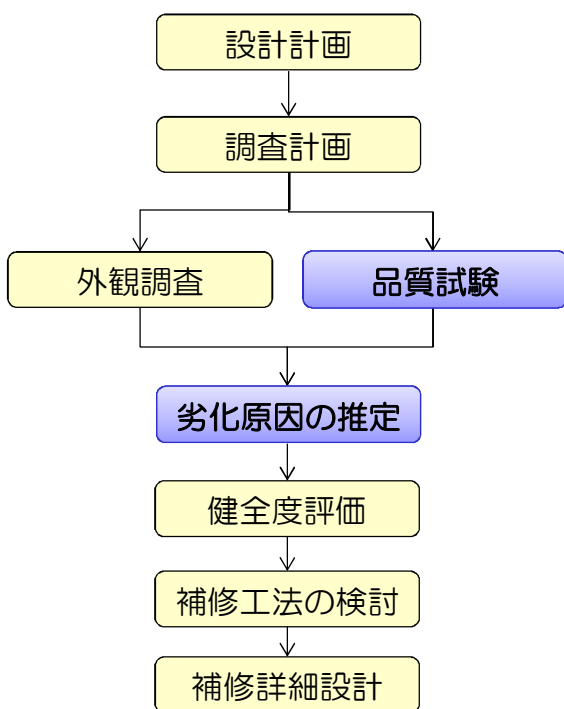 設計計画
調査計画
外観調査
品質試験
劣化原因の推定
健全度評価
補修工法の検討
補修詳細設計